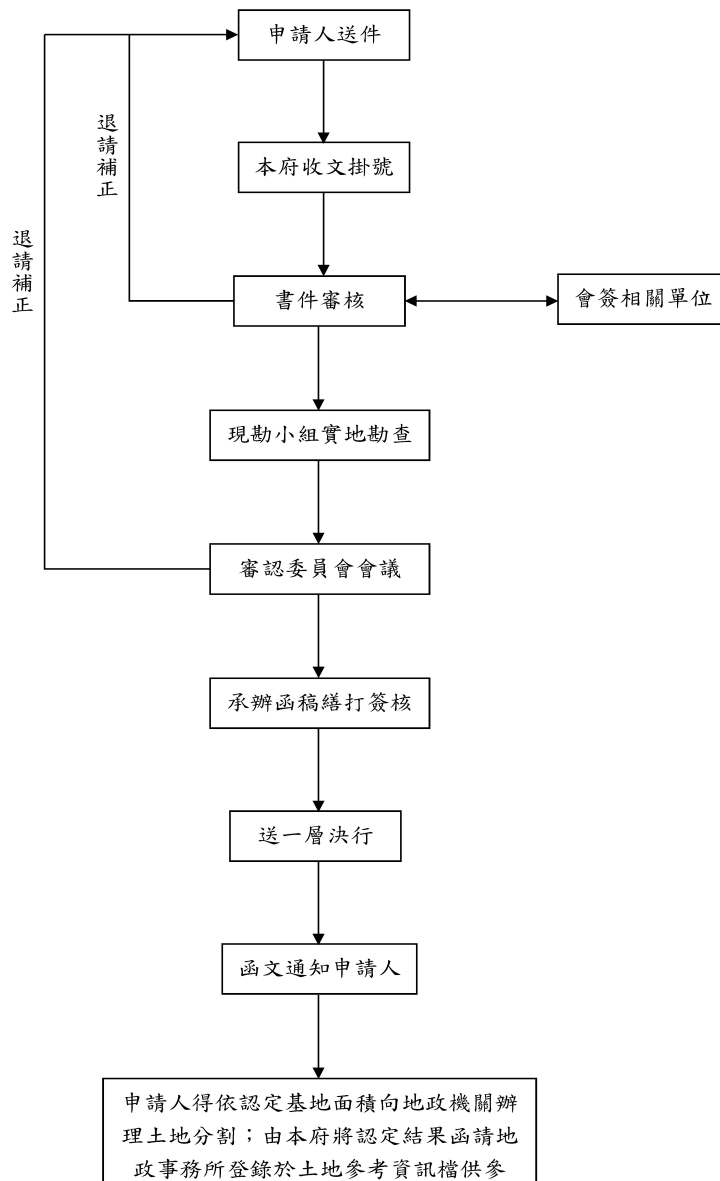 申請人送件
退請補正
本府收文掛號
退請補正
書件審核
會簽相關單位
現勘小組實地勘查
審認委員會會議
承辦函稿繕打簽核
送一層決行
函文通知申請人
申請人得依認定基地面積向地政機關辦
理土地分割；由本府將認定結果函請地
政事務所登錄於土地參考資訊檔供參